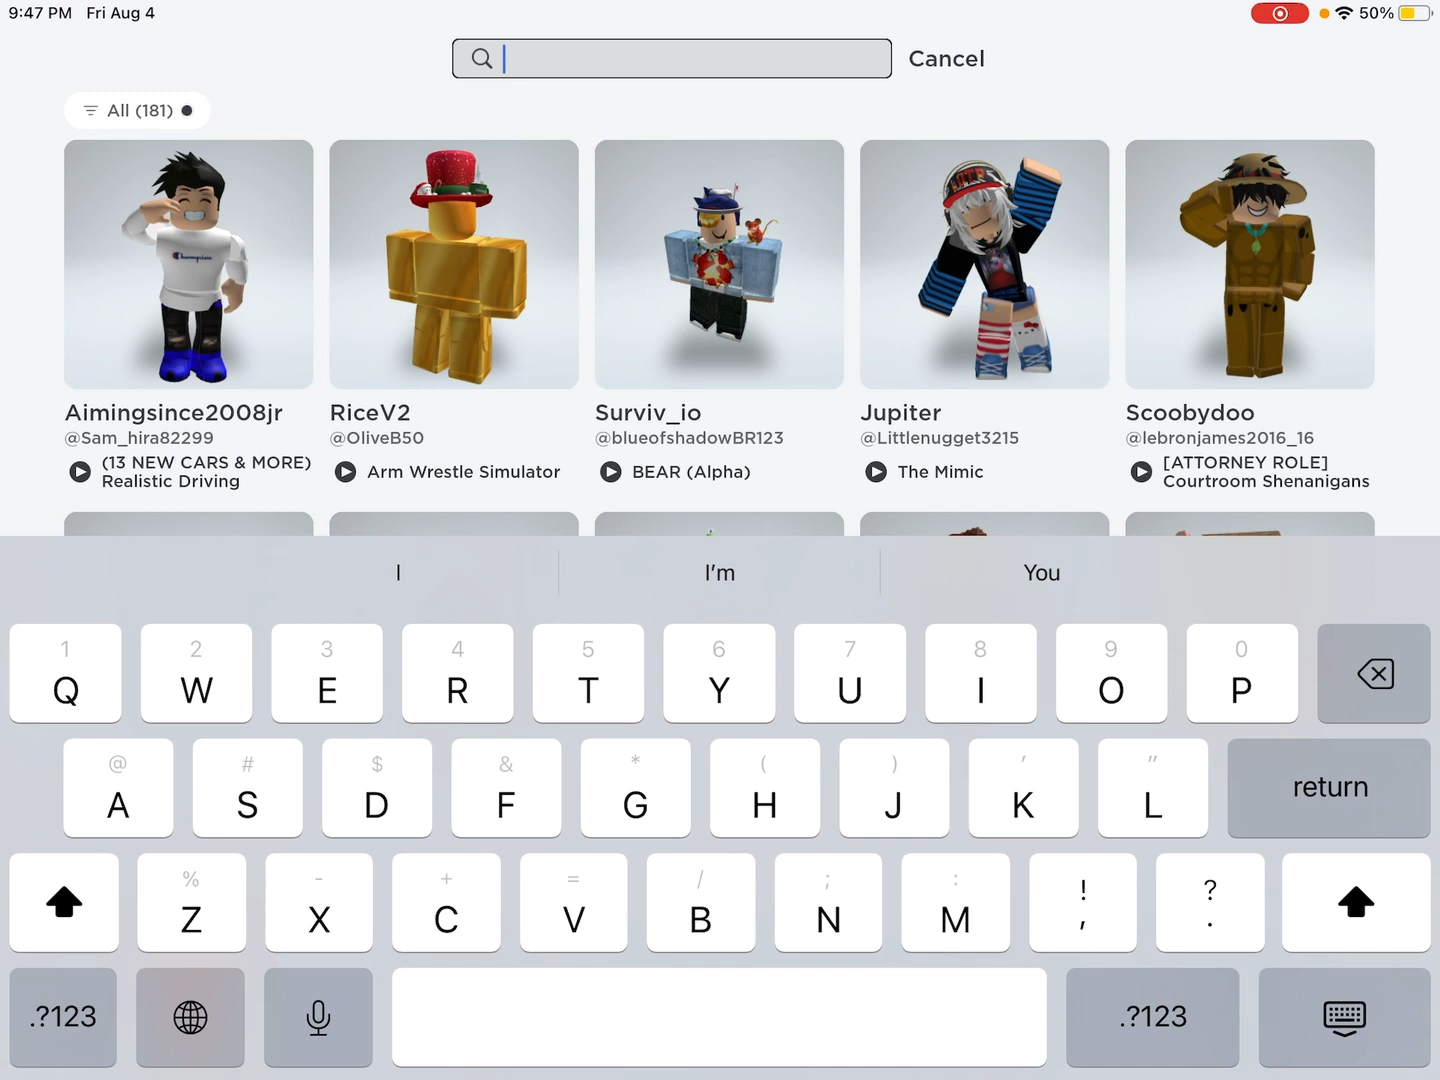 9:47 PM Fri Aug 4 50%
Cancel
All (181)
Champion
Aimingsince2008jr
@Sam_hira82299
(13 NEW CARS & MORE)
Realistic Driving
RiceV2
@OliveB50
Arm Wrestle Simulator
Surviv_io
@blueofshadowBR123
BEAR (Alpha)
Jupiter
@Littlenugget3215
The Mimic
Scoobydoo
@lebronjames2016_16
[ATTORNEY ROLE]
Courtroom Shenanigans
I I'm You
1 2 3 4 5 6 7 8 9 0
Q W E R T Y U I O P
@ # $ & * ( ) ' "
A S D F G H J K L return
% - + = / ; : ! ?
Z X C V B N M , .
.?123 .?123